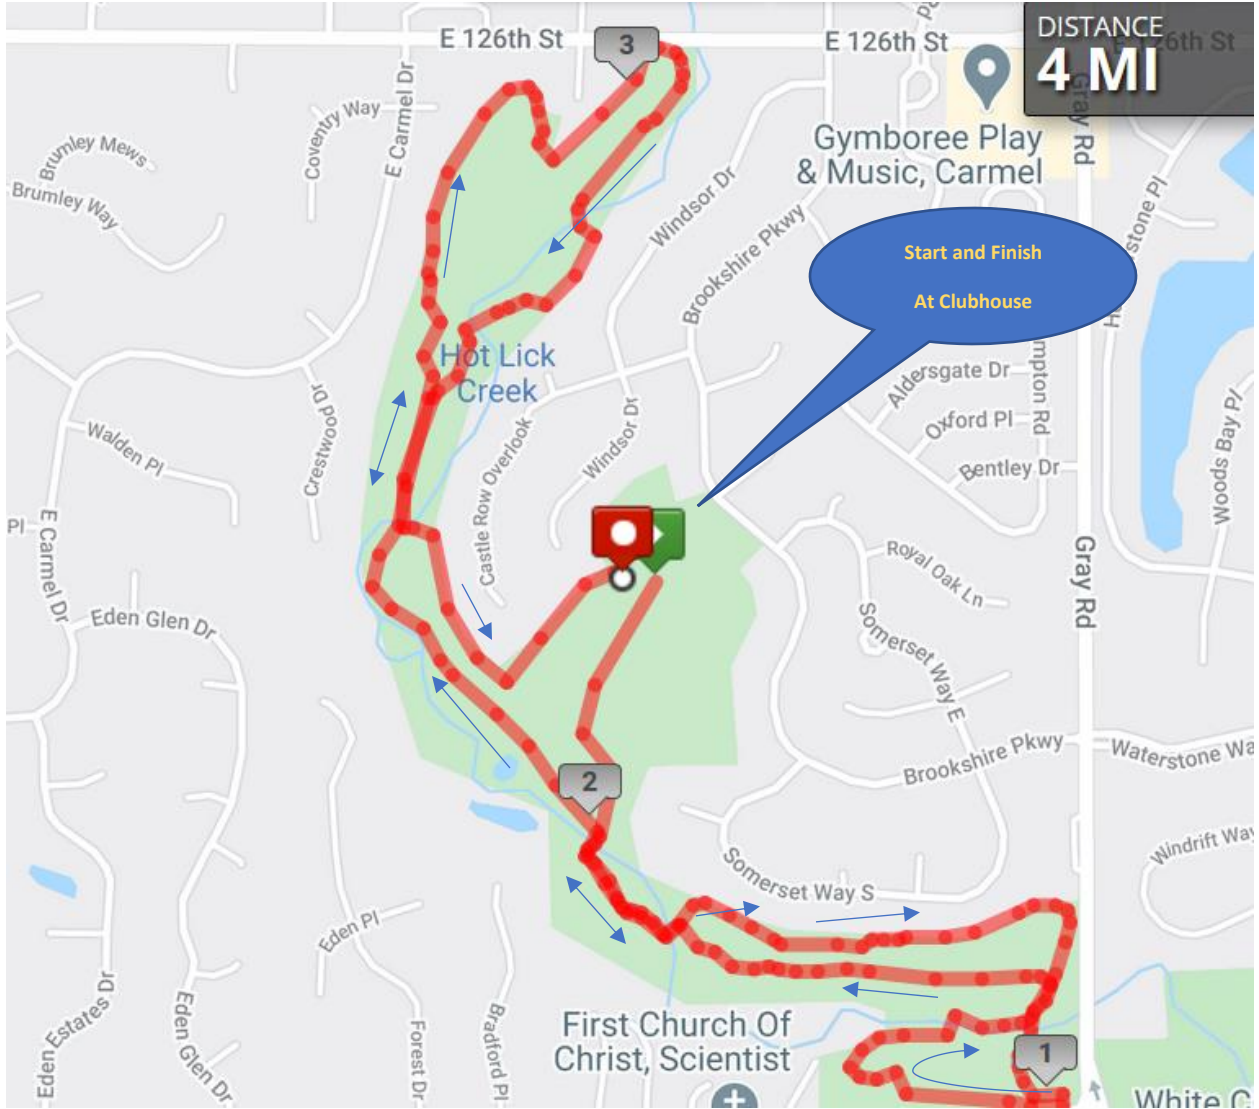 E 126th St
3
E 126th St
DISTANCE
4 MI
Gymboree Play
& Music, Carmel
Gray Rd
Coventry Way
E Carmel Dr
Brumley Mews
Brumley Way
Windsor Dr
Brookshire Pkwy
Start and Finish
At Clubhouse
Hot Lick
Creek
Aldersgate Dr
Oxford Pl
Bentley Dr
Crestwood Dr
Walden Pl
Windsor Dr
Castle Row Overlook
Woods Bay Pl
Pl
E Carmel Dr
Royal Oak Ln
Gray Rd
Eden Glen Dr
Somerset Way E
Brookshire Pkwy
Waterstone Wa
2
Windrift Way
Somerset Way S
Eden Pl
Eden Estates Dr
Eden Glen Dr
Forest Dr
Bradford Pl
First Church Of
Christ, Scientist
1
White C